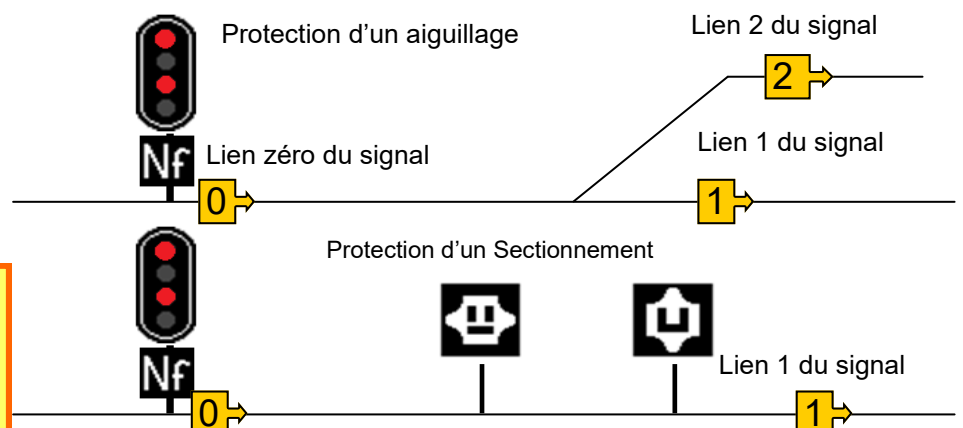 Protection d’un aiguillage
Lien 2 du signal
2
Nf
Lien zéro du signal
Lien 1 du signal
0
1
Protection d’un Sectionnement
Nf
Lien 1 du signal
0
1